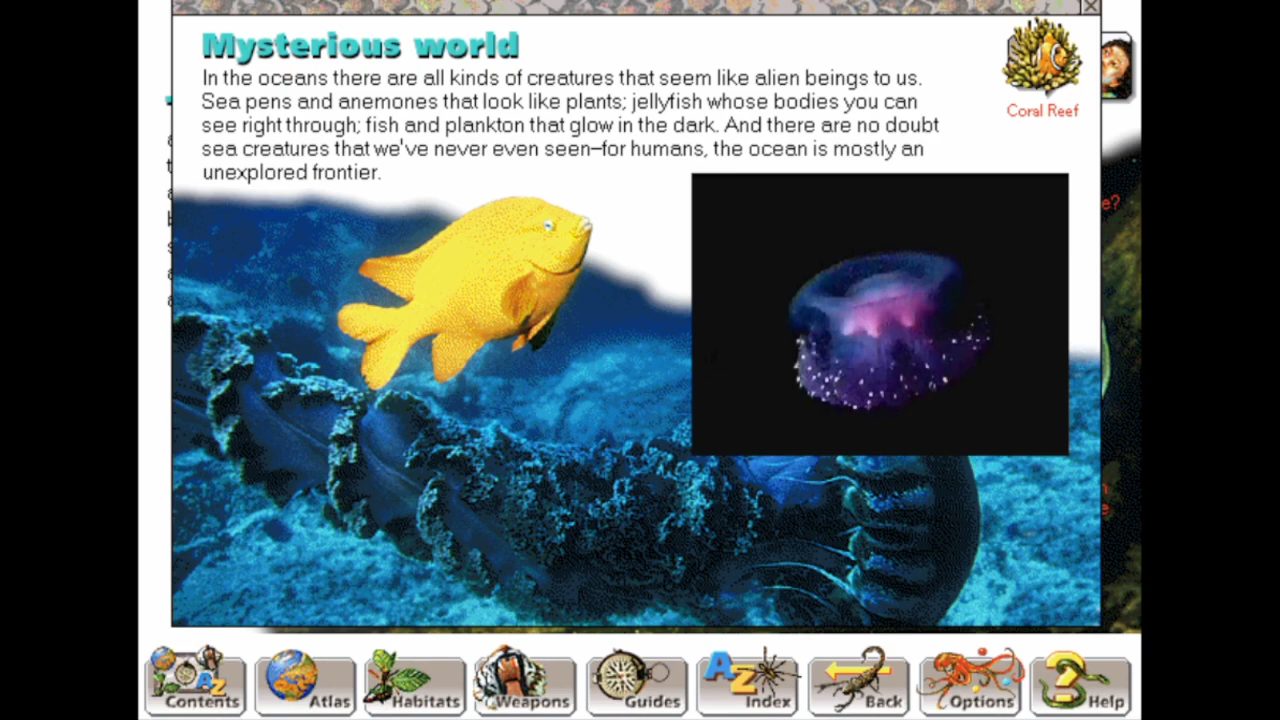 Mysterious world
In the oceans there are all kinds of creatures that seem like alien beings to us.
Sea pens and anemones that look like plants; jellyfish whose bodies you can
see right through; fish and plankton that glow in the dark. And there are no doubt
sea creatures that we've never even seen–for humans, the ocean is mostly an
unexplored frontier.
Coral Reef
e?
Contents
Atlas
Habitats
Weapons
Guides
AZ Index
Back
Options
? Help